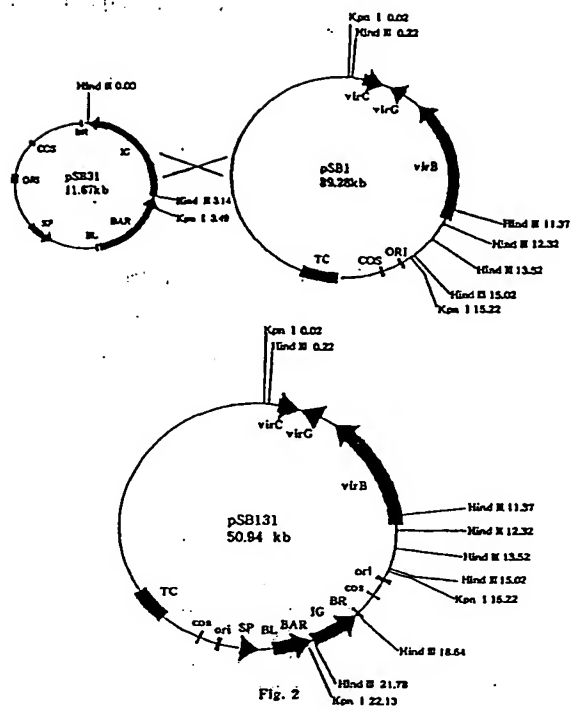 Kpn I 0.02
Hind Ⅲ 0.22
Hind Ⅲ 0.00
virC
virG
COS
IG
pSB31
11.67kb
ORI
pSB1
39.28kb
virB
Hind Ⅲ 3.14
Kpn I 3.49
SP
BL
BAR
TC
COS
ORI
Hind Ⅲ 11.37
Hind Ⅲ 12.32
Hind Ⅲ 13.52
Hind Ⅲ 15.02
Kpn I 15.22
Kpn I 0.02
Hind Ⅲ 0.22
virC
virG
virB
pSB131
50.94 kb
Hind Ⅲ 11.37
Hind Ⅲ 12.32
Hind Ⅲ 13.52
Hind Ⅲ 15.02
Kpn I 15.22
ori
cos
TC
cos
ori
SP
BL
BAR
IG
BR
Hind Ⅲ 18.64
Hind Ⅲ 21.78
Kpn I 22.13
Fig. 2